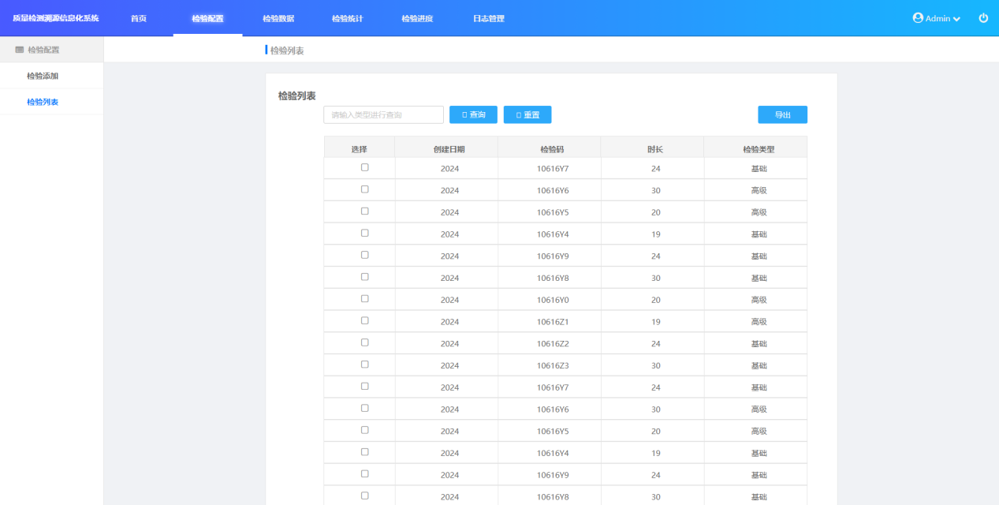 质量检测溯源信息化系统 首页 检验配置 检验数据 检验统计 检验进度 日志管理 Admin
检验配置
检验添加
检验列表
检验列表
检验列表
请输入类型进行查询 查询 重置 导出
选择 创建日期 检验码 时长 检验类型
2024 10616Y7 24 基础
2024 10616Y6 30 高级
2024 10616Y5 20 高级
2024 10616Y4 19 基础
2024 10616Y9 24 基础
2024 10616Y8 30 基础
2024 10616Y0 20 高级
2024 10616Z1 19 高级
2024 10616Z2 24 基础
2024 10616Z3 30 基础
2024 10616Y7 24 基础
2024 10616Y6 30 高级
2024 10616Y5 20 高级
2024 10616Y4 19 基础
2024 10616Y9 24 基础
2024 10616Y8 30 基础